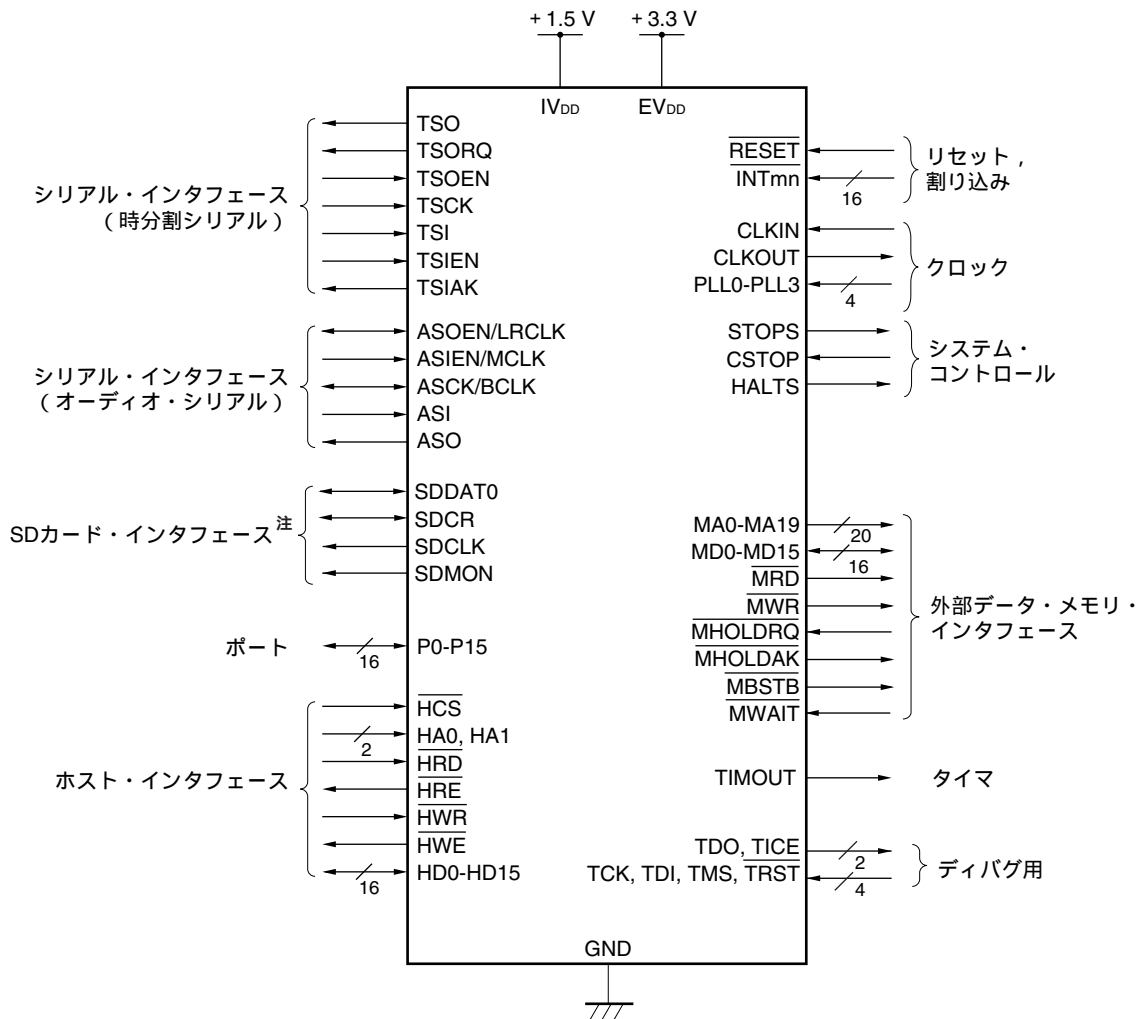 + 1.5 V
+ 3.3 V
IVDD
EVDD
シリアル・インタフェース
（時分割シリアル）
TSO
TSORQ
TSOEN
TSCK
TSI
TSIEN
TSIAK
シリアル・インタフェース
（オーディオ・シリアル）
ASOEN/LRCLK
ASIEN/MCLK
ASCK/BCLK
ASI
ASO
SDカード・インタフェース注
SDDAT0
SDCR
SDCLK
SDMON
ポート
16
P0-P15
ホスト・インタフェース
HCS
HA0, HA1
2
HRD
HRE
HWR
HWE
HD0-HD15
16
RESET
INTmn
16
リセット，
割り込み
CLKIN
CLKOUT
PLL0-PLL3
4
クロック
STOPS
CSTOP
HALTS
システム・
コントロール
MA0-MA19
20
MD0-MD15
16
MRD
MWR
MHOLDRQ
MHOLDAK
MBSTB
MWAIT
外部データ・メモリ・
インタフェース
TIMOUT
タイマ
TDO, TICE
2
TCK, TDI, TMS, TRST
4
ディバグ用
GND